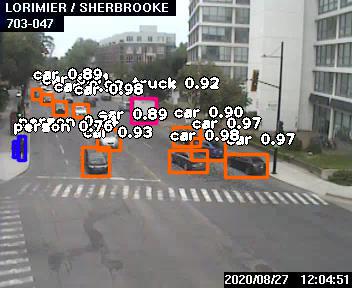 LORIMIER / SHERBROOKE
703-047
car 0.89
truck 0.92
car 0.98
car 0.89
car 0.90
person 0.76
car 0.97
car 0.93
car 0.98
car 0.97
2020/08/27 12:04:51